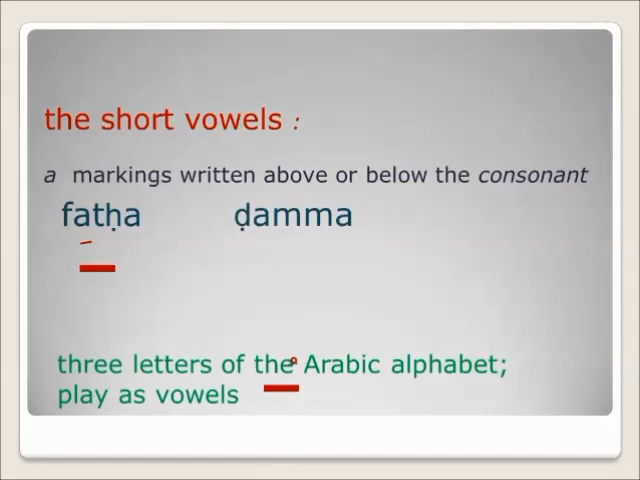 the short vowels :
a markings written above or below the consonant
fatḥa ḍamma
three letters of the Arabic alphabet;
play as vowels